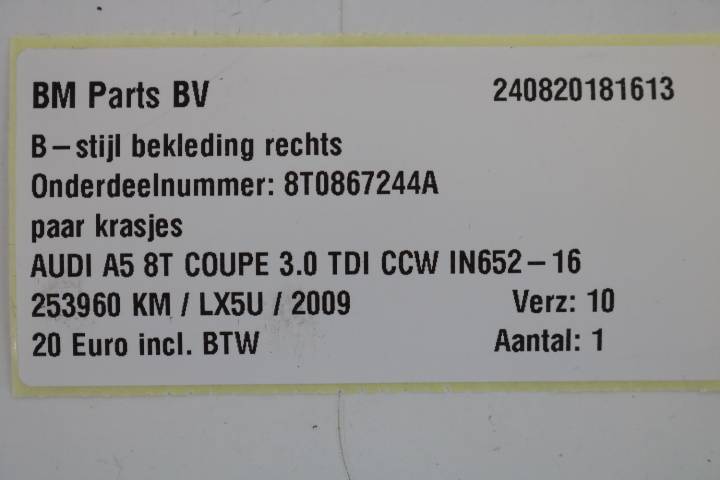 BM Parts BV 240820181613
B-stijl bekleding rechts
Onderdeelnummer: 8T0867244A
paar krasjes
AUDI A5 8T COUPE 3.0 TDI CCW IN652-16
253960 KM / LX5U / 2009 Verz: 10
20 Euro incl. BTW Aantal: 1